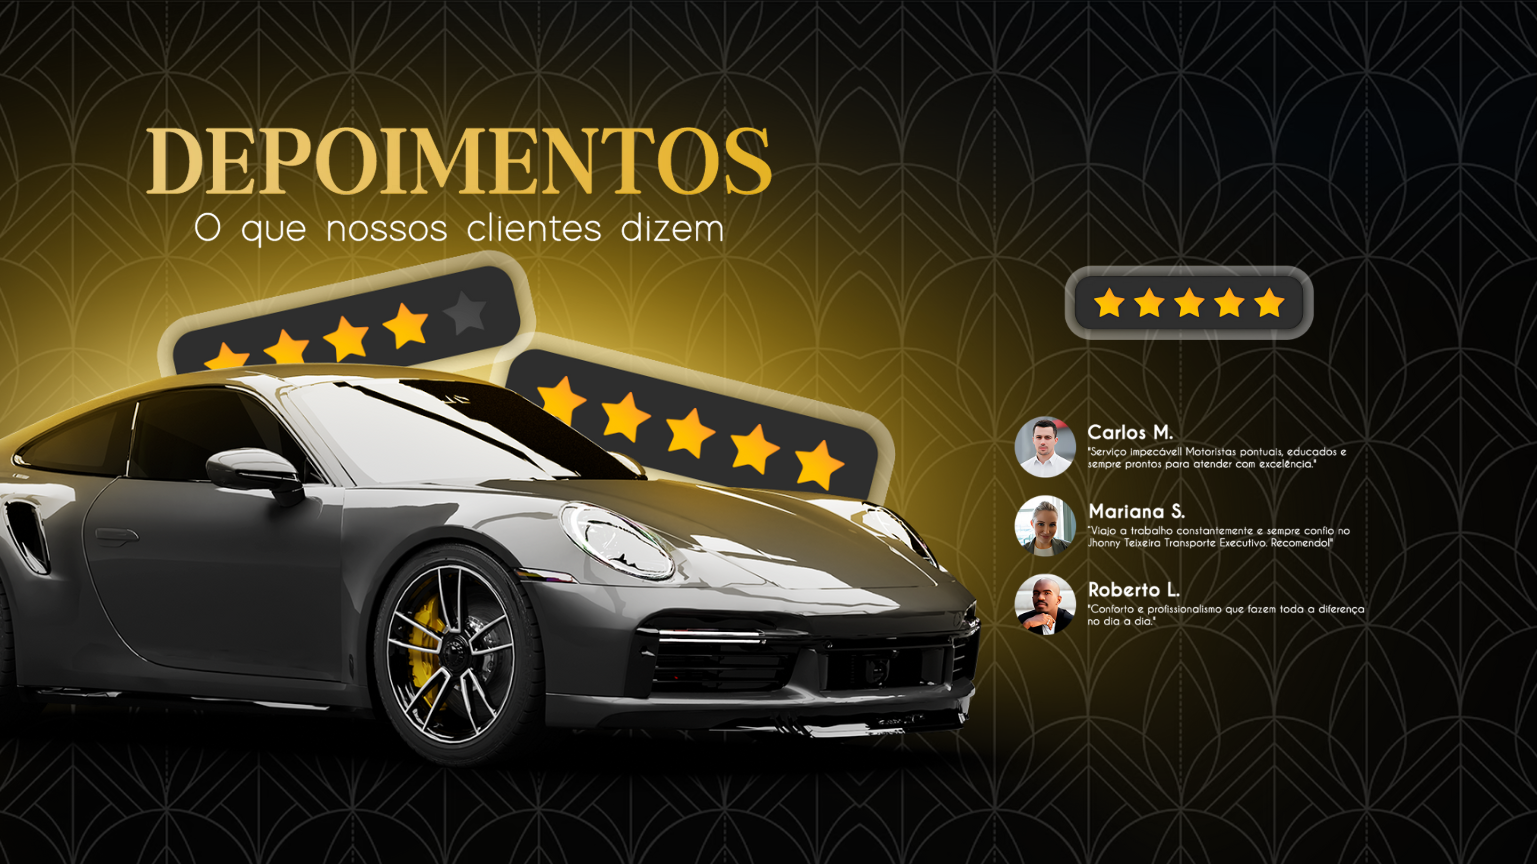 DEPOIMENTOS
O que nossos clientes dizem
Carlos M.
"Serviço impecável! Motoristas pontuais, educados e
sempre prontos para atender com excelência."
Mariana S.
"Viajo a trabalho constantemente e sempre confio no
Jhonny Teixeira Transporte Executivo. Recomendo!"
Roberto L.
"Conforto e profissionalismo que fazem toda a diferença
no dia a dia."